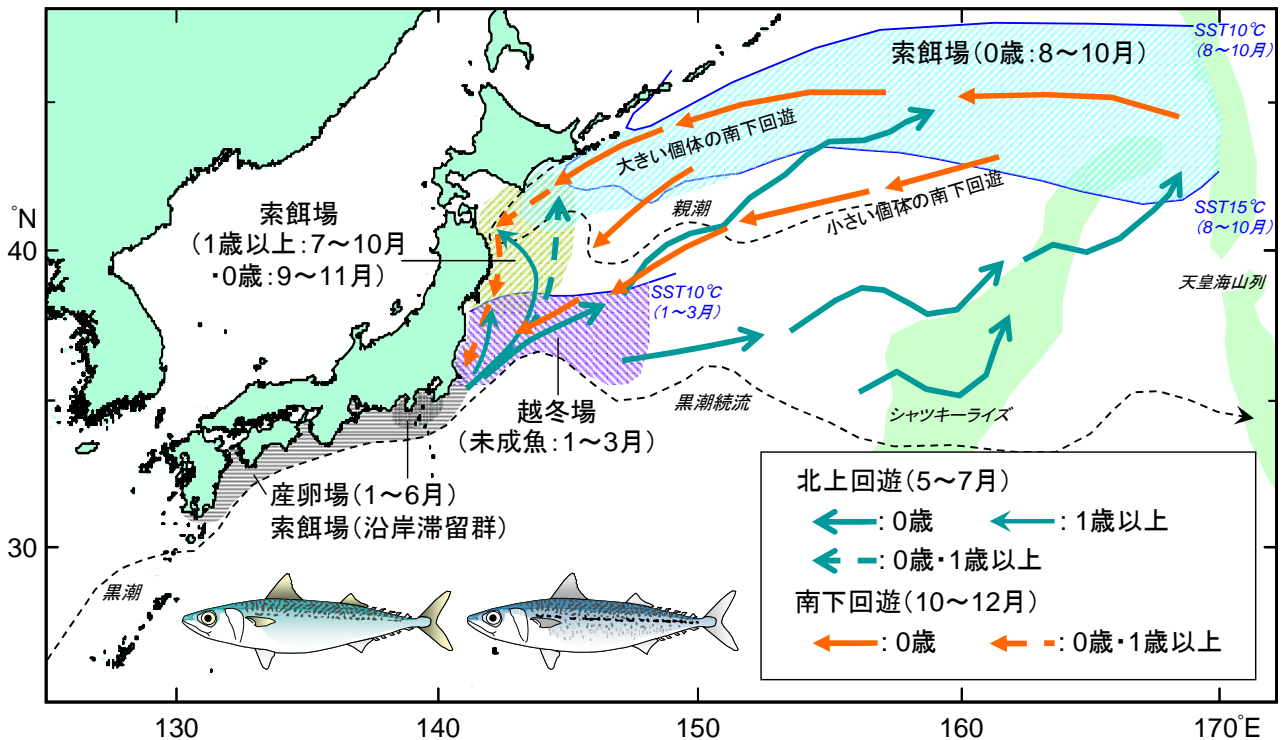 索餌場(0歳:8~10月)
SST10℃
(8~10月)
大きい個体の南下回遊
小さい個体の南下回遊
親潮
SST15℃
(8~10月)
天皇海山列
°N
40
30
索餌場
(1歳以上:7~10月
・0歳:9~11月)
SST10℃
(1~3月)
越冬場
(未成魚:1~3月)
黒潮続流
シャツキーライズ
産卵場(1~6月)
索餌場(沿岸滞留群)
黒潮
北上回遊(5~7月)
: 0歳
: 1歳以上
: 0歳・1歳以上
南下回遊(10~12月)
: 0歳
: 0歳・1歳以上
130
140
150
160
170°E